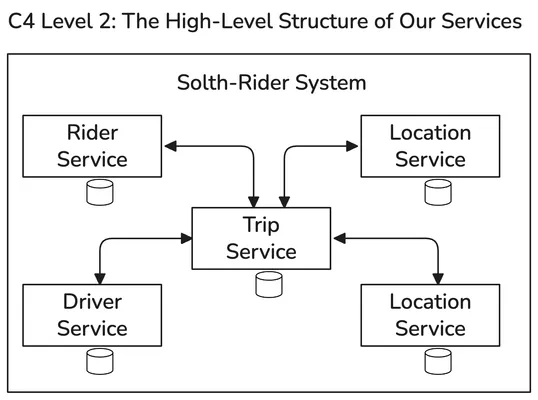 C4 Level 2: The High-Level Structure of Our Services
Solth-Rider System
Rider
Service
Location
Service
Trip
Service
Driver
Service
Location
Service